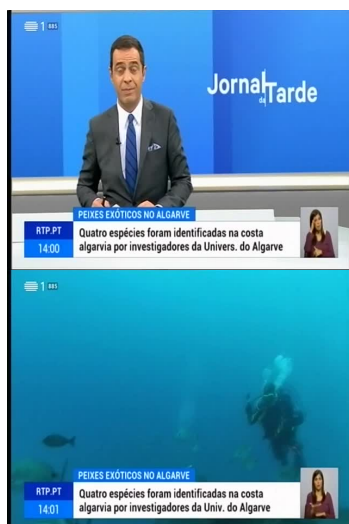 1
Jornal
da Tarde
PEIXES EXÓTICOS NO ALGARVE
RTP.PT
14:00
Quatro espécies foram identificadas na costa
algarvia por investigadores da Univers. do Algarve
1
PEIXES EXÓTICOS NO ALGARVE
RTP.PT
14:01
Quatro espécies foram identificadas na costa
algarvia por investigadores da Univ. do Algarve